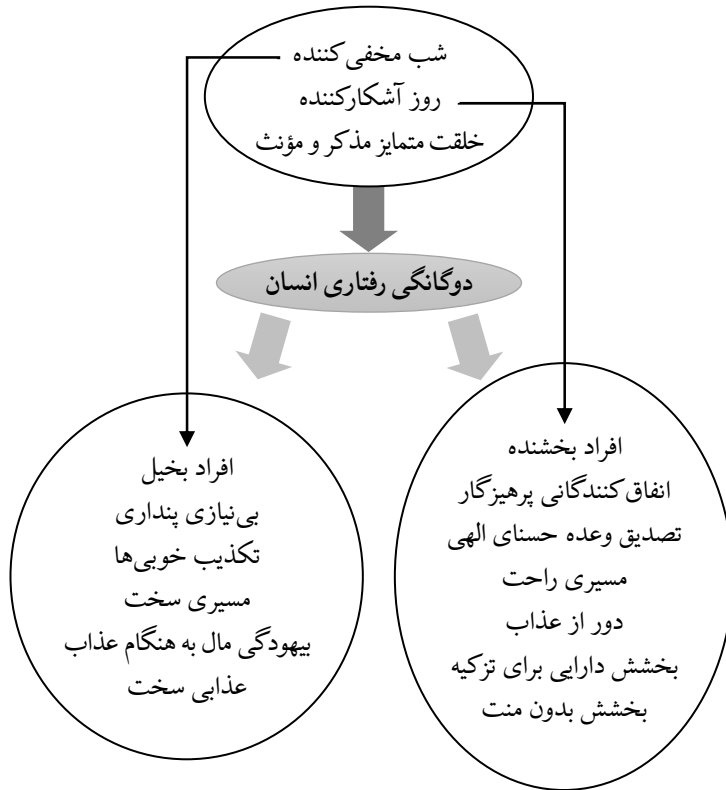 شب مخفی‌کننده
روز آشکارکننده
خلقت متمایز مذکر و مؤنث
دوگانگی رفتاری انسان
افراد بخشنده
انفاق‌کنندگانی پرهیزگار
تصدیق وعده حسنای الهی
مسیری راحت
دور از عذاب
بخشش دارایی برای تزکیه
بخشش بدون منت
افراد بخیل
بی‌نیازی پنداری
تکذیب خوبی‌ها
مسیری سخت
بیهودگی مال به هنگام عذاب
عذابی سخت